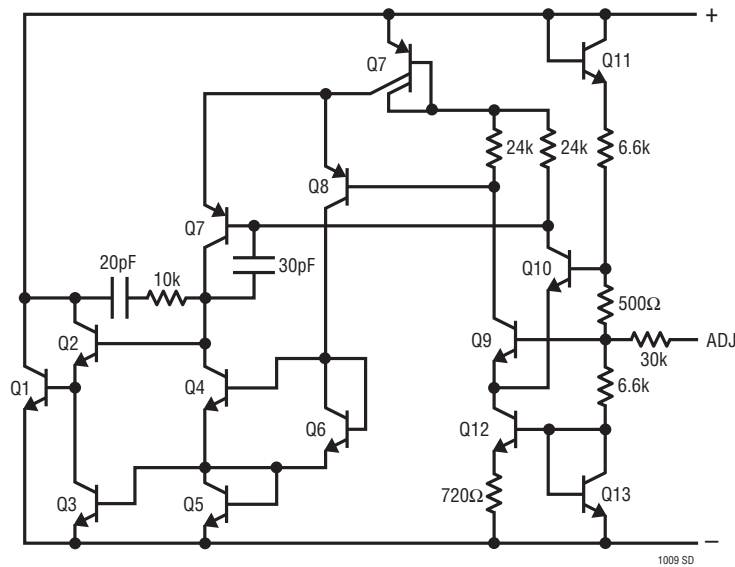 +
Q11
Q7
24k
24k
6.6k
Q8
Q7
20pF
10k
30pF
Q10
500Ω
Q2
Q9
ADJ
30k
Q1
Q4
6.6k
Q6
Q12
Q3
Q5
720Ω
Q13
–
1009 SD